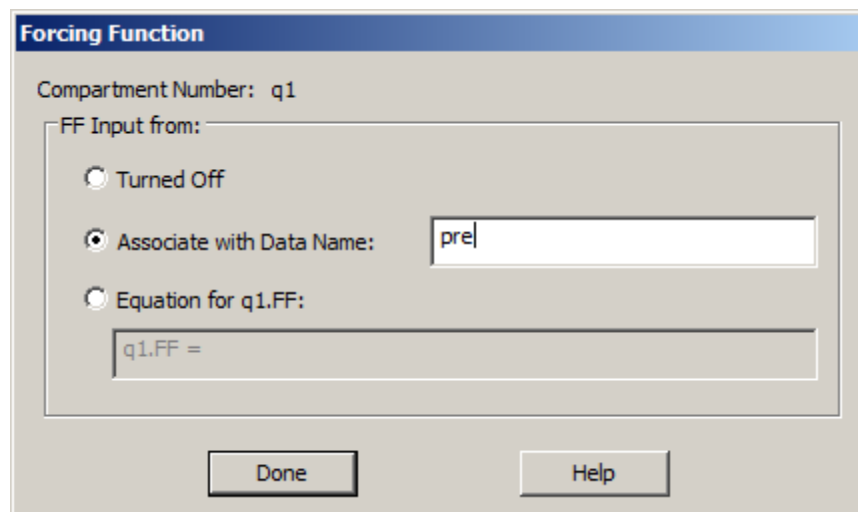 Forcing Function
Compartment Number: q1
FF Input from:
Turned Off
Associate with Data Name: pre
Equation for q1.FF:
q1.FF =
Done Help